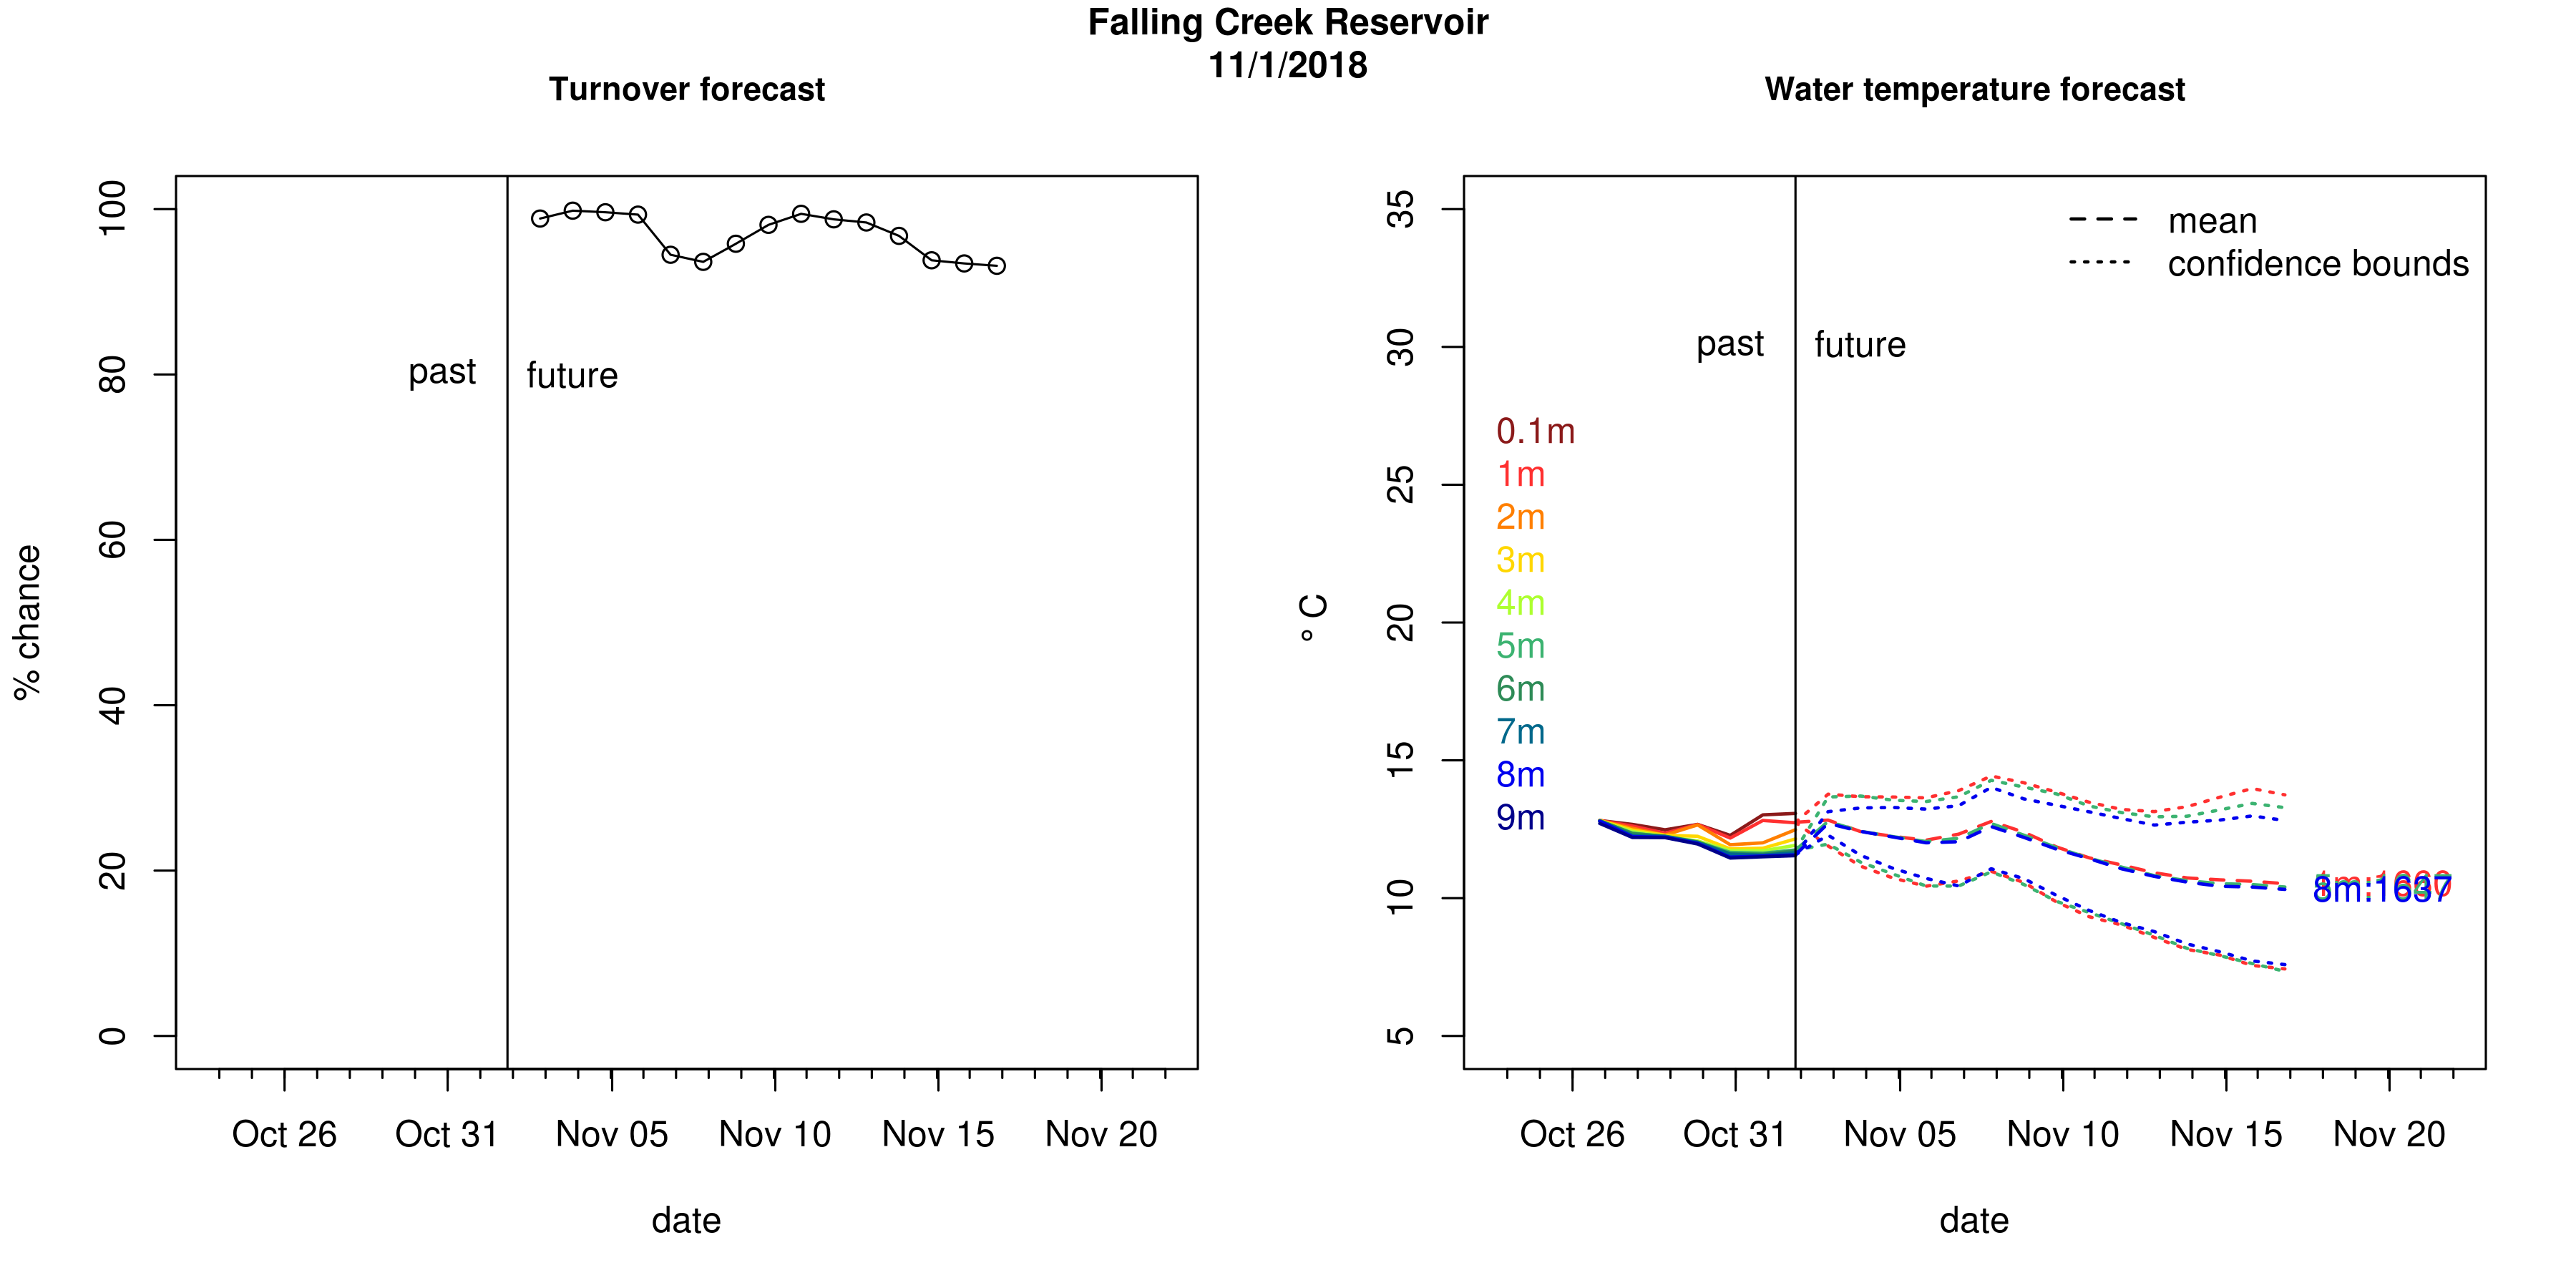 Falling Creek Reservoir
11/1/2018
Turnover forecast
% chance
100
80
60
40
20
0
past
future
Oct 26
Oct 31
Nov 05
Nov 10
Nov 15
Nov 20
date
Water temperature forecast
° C
35
30
25
20
15
10
5
mean
confidence bounds
past
future
0.1m
1m
2m
3m
4m
5m
6m
7m
8m
9m
Oct 26
Oct 31
Nov 05
Nov 10
Nov 15
Nov 20
date